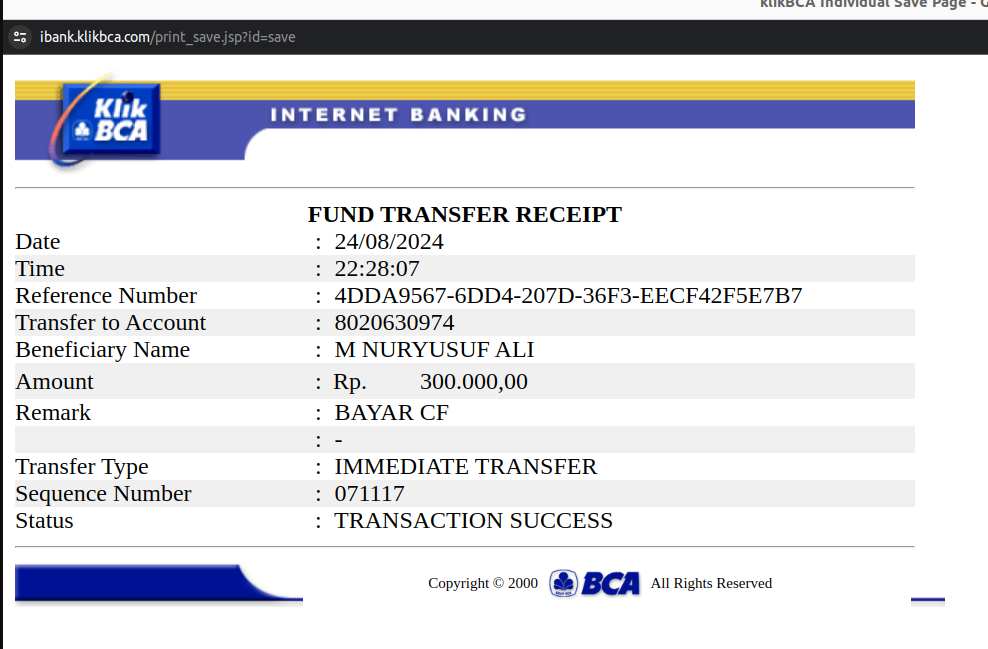 klikBCA Individual Save Page - G
ibank.klikbca.com/print_save.jsp?id=save
Klik
BCA
INTERNET BANKING
FUND TRANSFER RECEIPT
Date : 24/08/2024
Time : 22:28:07
Reference Number : 4DDA9567-6DD4-207D-36F3-EECF42F5E7B7
Transfer to Account : 8020630974
Beneficiary Name : M NURYUSUF ALI
Amount : Rp. 300.000,00
Remark : BAYAR CF
: -
Transfer Type : IMMEDIATE TRANSFER
Sequence Number : 071117
Status : TRANSACTION SUCCESS
Copyright © 2000 BCA All Rights Reserved